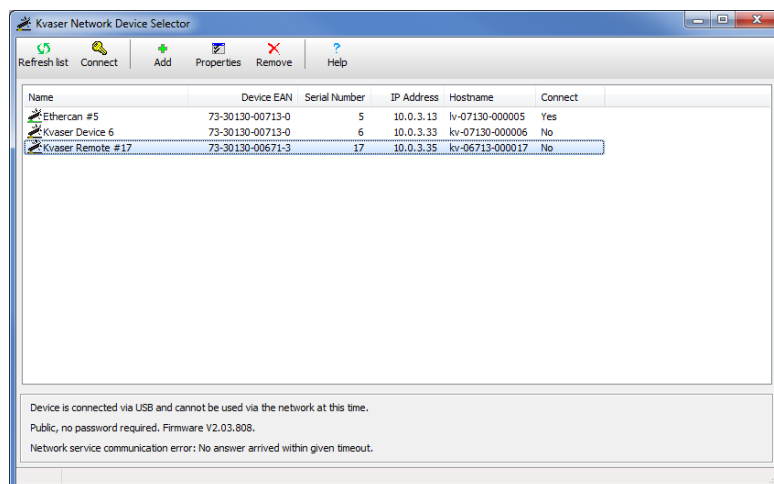 Kvaser Network Device Selector
Refresh list Connect Add Properties Remove Help
Name Device EAN Serial Number IP Address Hostname Connect
Ethercan #5 73-30130-00713-0 5 10.0.3.13 lv-07130-000005 Yes
Kvaser Device 6 73-30130-00713-0 6 10.0.3.33 kv-07130-000006 No
Kvaser Remote #17 73-30130-00671-3 17 10.0.3.35 kv-06713-000017 No
Device is connected via USB and cannot be used via the network at this time.
Public, no password required. Firmware V2.03.808.
Network service communication error: No answer arrived within given timeout.